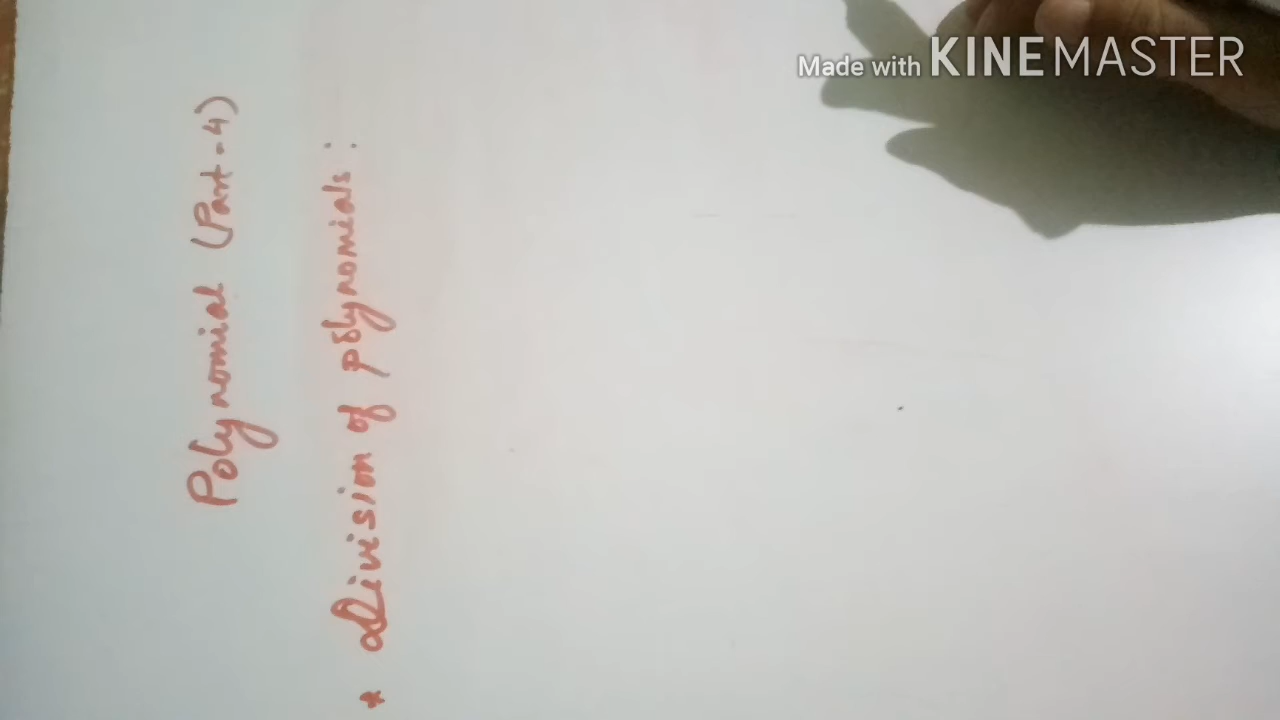 Made with KINEMASTER
Polynomial (Part-4)
* Division of polynomials: